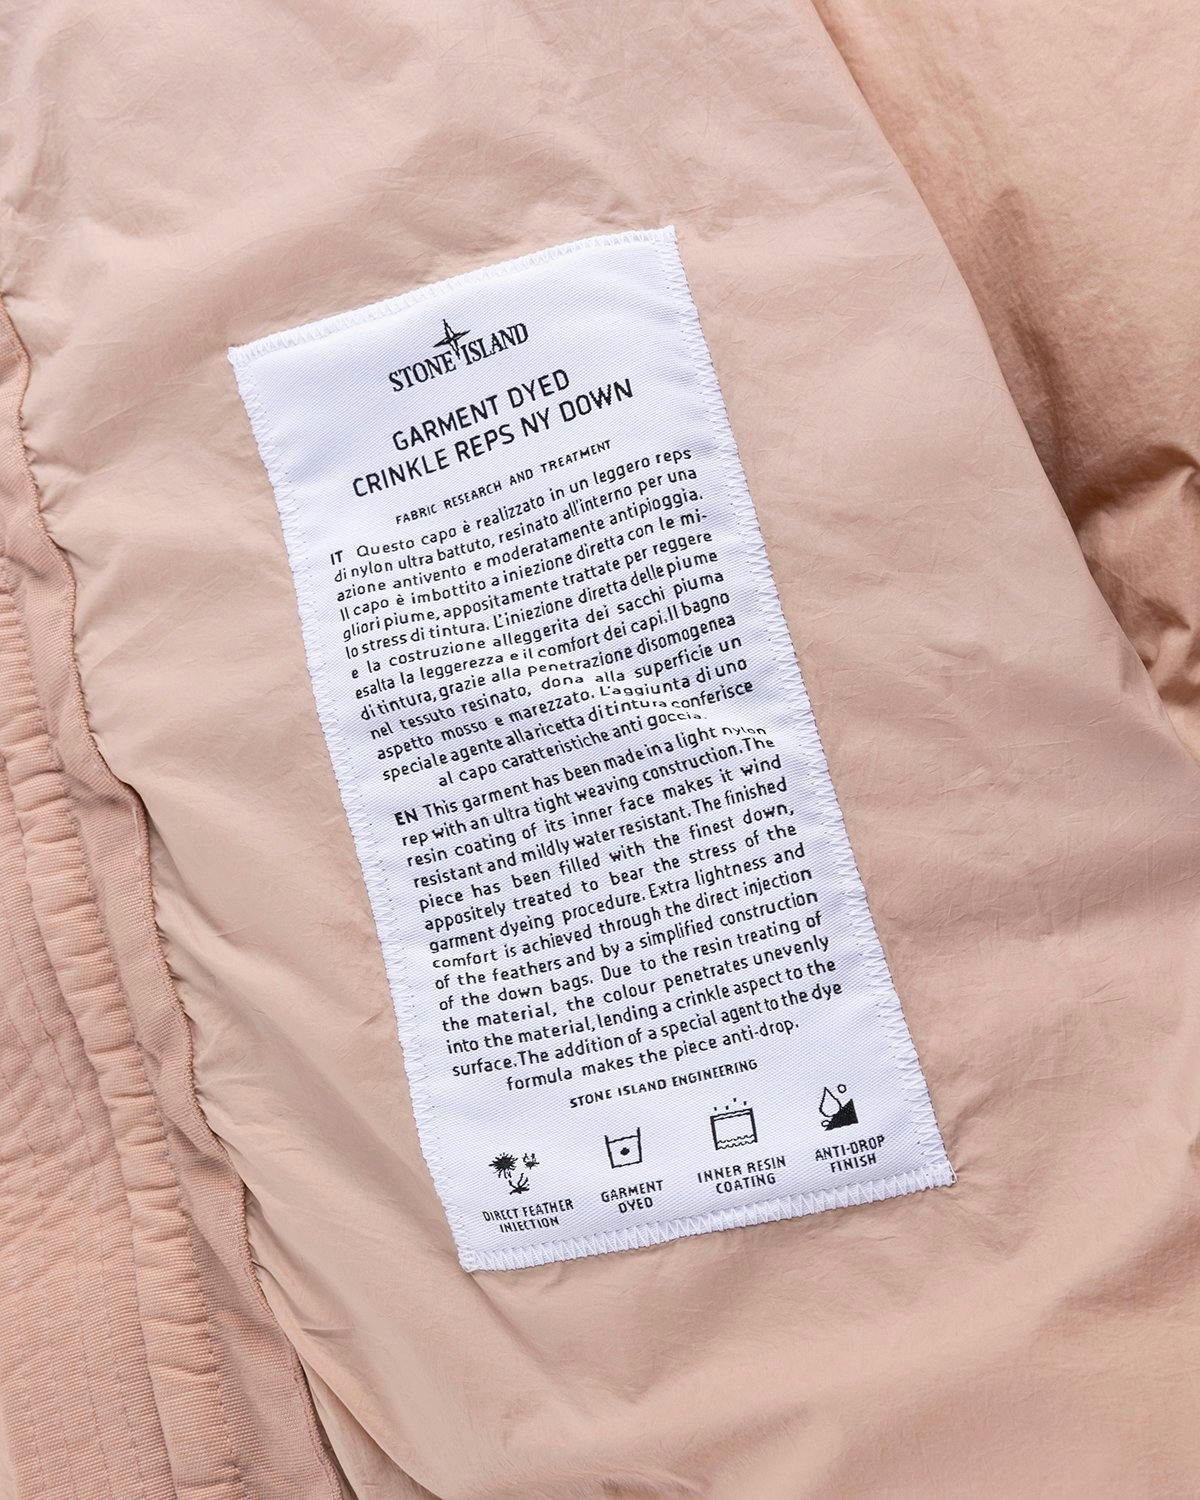 STONE ISLAND
GARMENT DYED
CRINKLE REPS NY DOWN
FABRIC RESEARCH AND TREATMENT
IT Questo capo è realizzato in un leggero reps
di nylon ultra battuto, resinato all'interno per una
azione antivento e moderatamente antipioggia.
Il capo è imbottito a iniezione diretta con le mi-
gliori piume, appositamente trattate per reggere
lo stress di tintura. L'iniezione diretta delle piume
e la costruzione alleggerita dei sacchi piuma
esalta la leggerezza e il comfort dei capi.Il bagno
di tintura, grazie alla penetrazione disomogenea
nel tessuto resinato, dona alla superficie un
aspetto mosso e marezzato. L'aggiunta di uno
speciale agente alla ricetta di tintura conferisce
al capo caratteristiche anti goccia.
EN This garment has been made in a light nylon
rep with an ultra tight weaving construction.The
resin coating of its inner face makes it wind
resistant and mildly water resistant. The finished
piece has been filled with the finest down,
appositely treated to bear the stress of the
garment dyeing procedure. Extra lightness and
comfort is achieved through the direct injection
of the feathers and by a simplified construction
of the down bags. Due to the resin treating of
the material, the colour penetrates unevenly
into the material, lending a crinkle aspect to the
surface.The addition of a special agent to the dye
formula makes the piece anti-drop.
STONE ISLAND ENGINEERING
DIRECT FEATHER
INJECTION
GARMENT
DYED
INNER RESIN
COATING
ANTI-DROP
FINISH